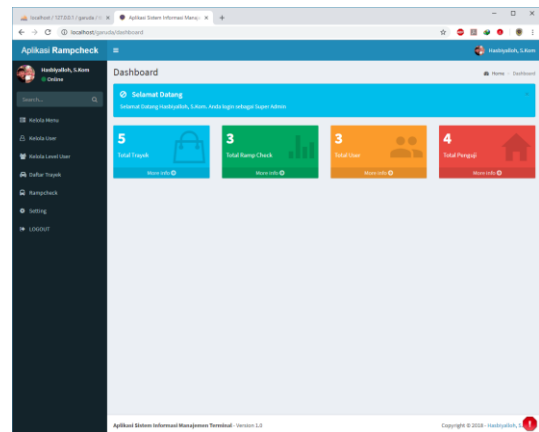 localhost / 127.0.0.1 / garuda / t
Aplikasi Sistem Informasi Manaj
localhost/garuda/dashboard
Aplikasi Rampcheck
Hasbiyalloh, S.Kom
Hasbiyalloh, S.Kom
Online
Dashboard
Home
Dashboard
Search...
Selamat Datang
Selamat Datang Hasbiyalloh, S.Kom. Anda login sebagai Super Admin
Kelola Menu
Kelola User
Kelola Level User
Daftar Trayek
Rampcheck
Setting
LOGOUT
5
Total Trayek
More info
3
Total Ramp Check
More info
3
Total User
More info
4
Total Penguji
More info
Aplikasi Sistem Informasi Manajemen Terminal - Version 1.0
Copyright © 2018 - Hasbiyalloh,